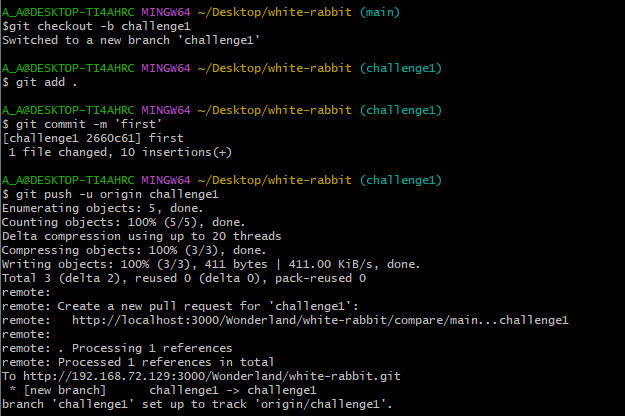 A_A@DESKTOP-TI4AHRC MINGW64 ~/Desktop/white-rabbit (main)
$git checkout -b challenge1
Switched to a new branch 'challenge1'
A_A@DESKTOP-TI4AHRC MINGW64 ~/Desktop/white-rabbit (challenge1)
$ git add .
A_A@DESKTOP-TI4AHRC MINGW64 ~/Desktop/white-rabbit (challenge1)
$ git commit -m 'first'
[challenge1 2660c61] first
 1 file changed, 10 insertions(+)
A_A@DESKTOP-TI4AHRC MINGW64 ~/Desktop/white-rabbit (challenge1)
$ git push -u origin challenge1
Enumerating objects: 5, done.
Counting objects: 100% (5/5), done.
Delta compression using up to 20 threads
Compressing objects: 100% (3/3), done.
Writing objects: 100% (3/3), 411 bytes | 411.00 KiB/s, done.
Total 3 (delta 2), reused 0 (delta 0), pack-reused 0
remote:
remote: Create a new pull request for 'challenge1':
remote:   http://localhost:3000/Wonderland/white-rabbit/compare/main...challenge1
remote:
remote: . Processing 1 references
remote: Processed 1 references in total
To http://192.168.72.129:3000/Wonderland/white-rabbit.git
 * [new branch]      challenge1 -> challenge1
branch 'challenge1' set up to track 'origin/challenge1'.